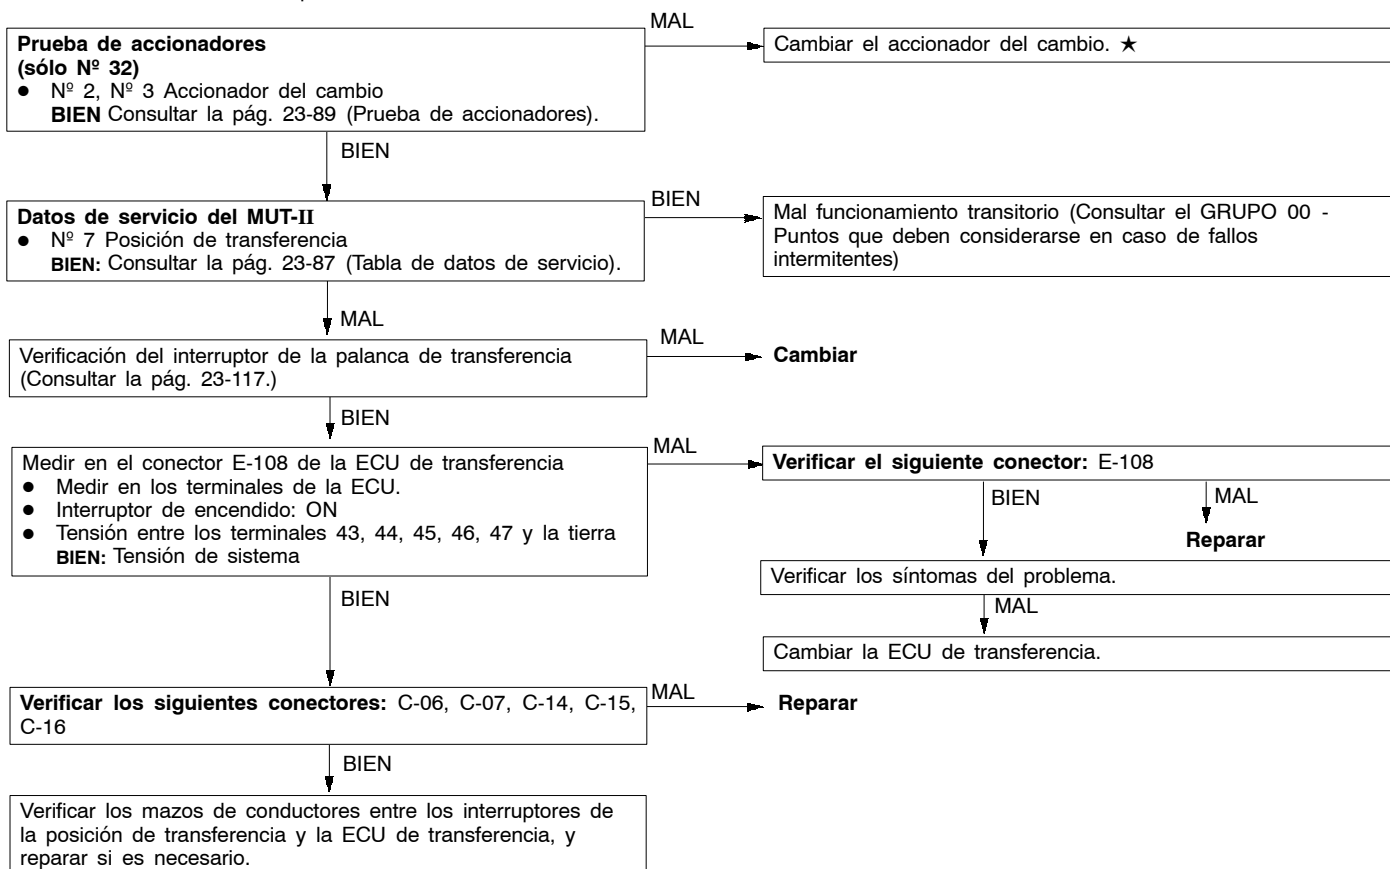 MAL
Prueba de accionadores
(sólo Nº 32)
● Nº 2, Nº 3 Accionador del cambio
BIEN Consultar la pág. 23-89 (Prueba de accionadores).
Cambiar el accionador del cambio. ★
BIEN
Datos de servicio del MUT-II
● Nº 7 Posición de transferencia
BIEN: Consultar la pág. 23-87 (Tabla de datos de servicio).
BIEN
Mal funcionamiento transitorio (Consultar el GRUPO 00 -
Puntos que deben considerarse en caso de fallos
intermitentes)
MAL
Verificación del interruptor de la palanca de transferencia
(Consultar la pág. 23-117.)
MAL
Cambiar
BIEN
Medir en el conector E-108 de la ECU de transferencia
● Medir en los terminales de la ECU.
● Interruptor de encendido: ON
● Tensión entre los terminales 43, 44, 45, 46, 47 y la tierra
BIEN: Tensión de sistema
MAL
Verificar el siguiente conector: E-108
BIEN
MAL
Reparar
Verificar los síntomas del problema.
MAL
Cambiar la ECU de transferencia.
BIEN
Verificar los siguientes conectores: C-06, C-07, C-14, C-15,
C-16
MAL
Reparar
BIEN
Verificar los mazos de conductores entre los interruptores de
la posición de transferencia y la ECU de transferencia, y
reparar si es necesario.